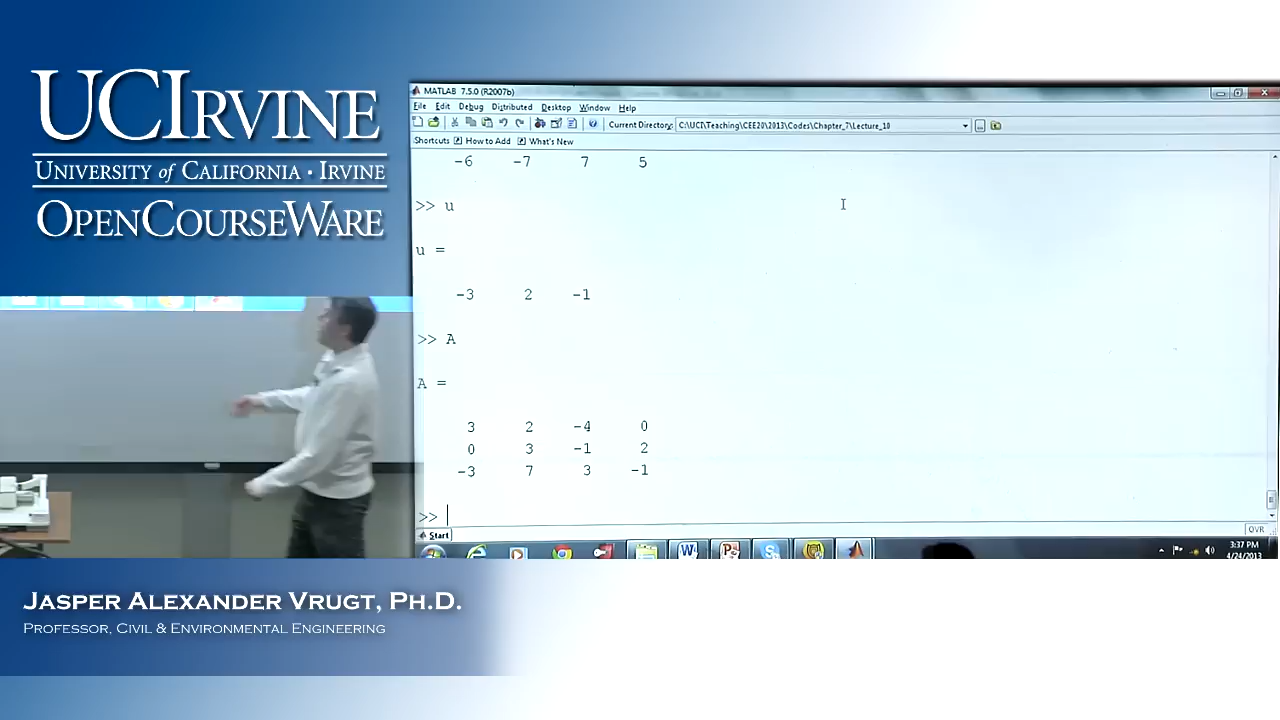 UCIRVINE
UNIVERSITY of CALIFORNIA · IRVINE
OPENCOURSEWARE
MATLAB 7.5.0 (R2007b)
File Edit Debug Distributed Desktop Window Help
Current Directory: C:\UCI\Teaching\CEE20\2013\Codes\Chapter_7\Lecture_10
Shortcuts How to Add What's New
-6 -7 7 5
>> u
u =
-3 2 -1
>> A
A =
3 2 -4 0
0 3 -1 2
-3 7 3 -1
>>
Start
OVR
3:37 PM
4/24/2013
JASPER ALEXANDER VRUGT, PH.D.
PROFESSOR, CIVIL & ENVIRONMENTAL ENGINEERING